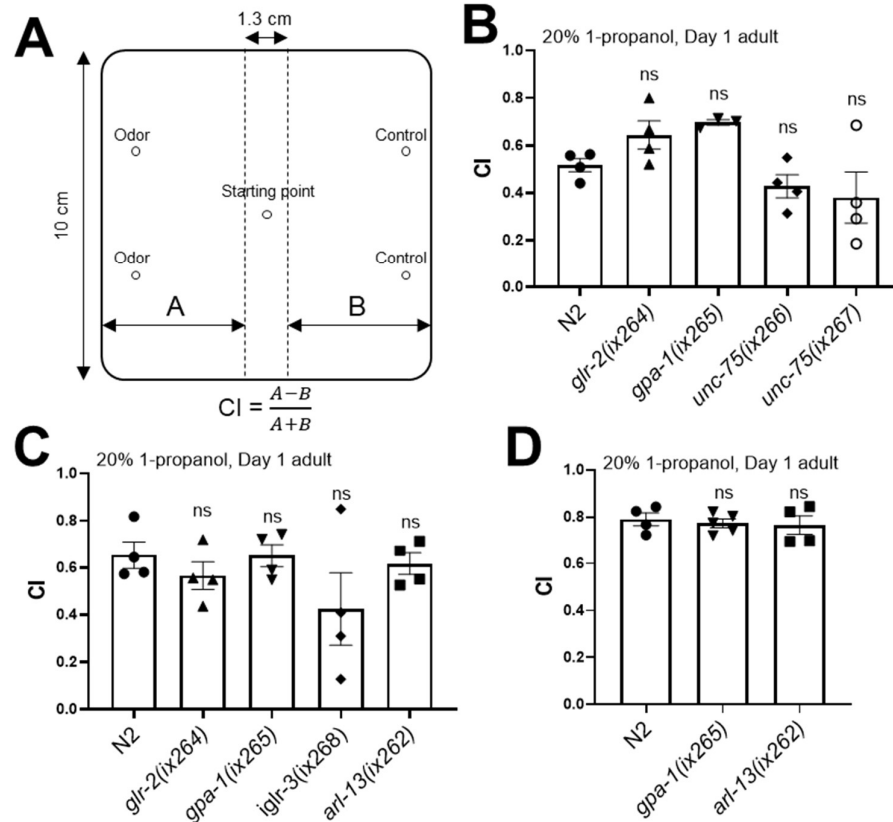 A
1.3 cm
10 cm
Odor
Control
Starting point
Odor
Control
A
B
CI = \frac{A−B}{A+B}
B
20% 1-propanol, Day 1 adult
CI
1.0
0.8
0.6
0.4
0.2
0.0
ns
ns
ns
ns
N2
glr-2(ix264)
gpa-1(ix265)
unc-75(ix266)
unc-75(ix267)
C
20% 1-propanol, Day 1 adult
CI
1.0
0.8
0.6
0.4
0.2
0.0
ns
ns
ns
ns
N2
glr-2(ix264)
gpa-1(ix265)
iglr-3(ix268)
arl-13(ix262)
D
20% 1-propanol, Day 1 adult
CI
1.0
0.8
0.6
0.4
0.2
0.0
ns
ns
N2
gpa-1(ix265)
arl-13(ix262)